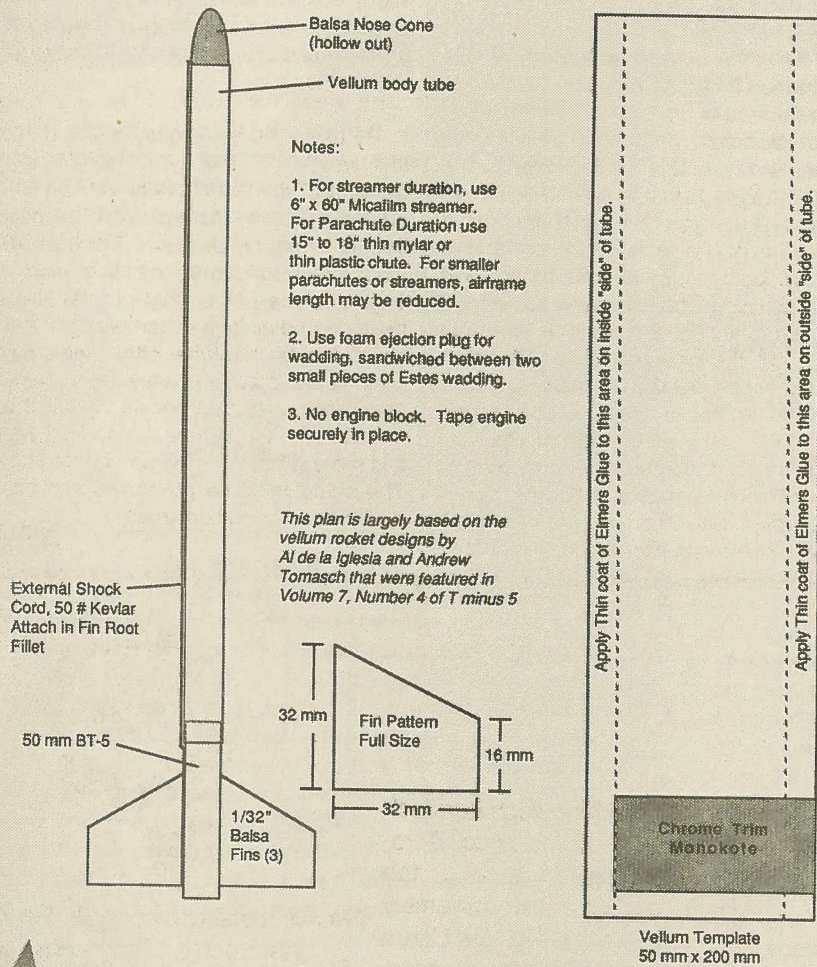 Balsa Nose Cone
(hollow out)
Vellum body tube
Notes:
1. For streamer duration, use
6" x 60" Micafilm streamer.
For Parachute Duration use
15" to 18" thin mylar or
thin plastic chute. For smaller
parachutes or streamers, airframe
length may be reduced.
2. Use foam ejection plug for
wadding, sandwiched between two
small pieces of Estes wadding.
3. No engine block. Tape engine
securely in place.
This plan is largely based on the
vellum rocket designs by
Al de la Iglesia and Andrew
Tomasch that were featured in
Volume 7, Number 4 of T minus 5
External Shock
Cord, 50 # Kevlar
Attach in Fin Root
Fillet
50 mm BT-5
1/32"
Balsa
Fins (3)
32 mm
Fin Pattern
Full Size
16 mm
32 mm
Apply Thin coat of Elmers Glue to this area on inside "side" of tube.
Apply Thin coat of Elmers Glue to this area on outside "side" of tube.
Chrome Trim
Monokote
Vellum Template
50 mm x 200 mm